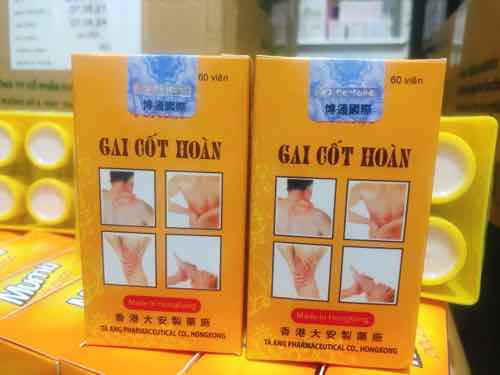 60 viên
博通國際
GAI CỐT HOÀN
Made in HongKong
香港大安製藥廠
TÁ ANG PHARMACEUTICAL CO., HONGKONG
60 viên
博通國際
GAI CỐT HOÀN
Made in HongKong
香港大安製藥廠
TÁ ANG PHARMACEUTICAL CO., HONGKONG